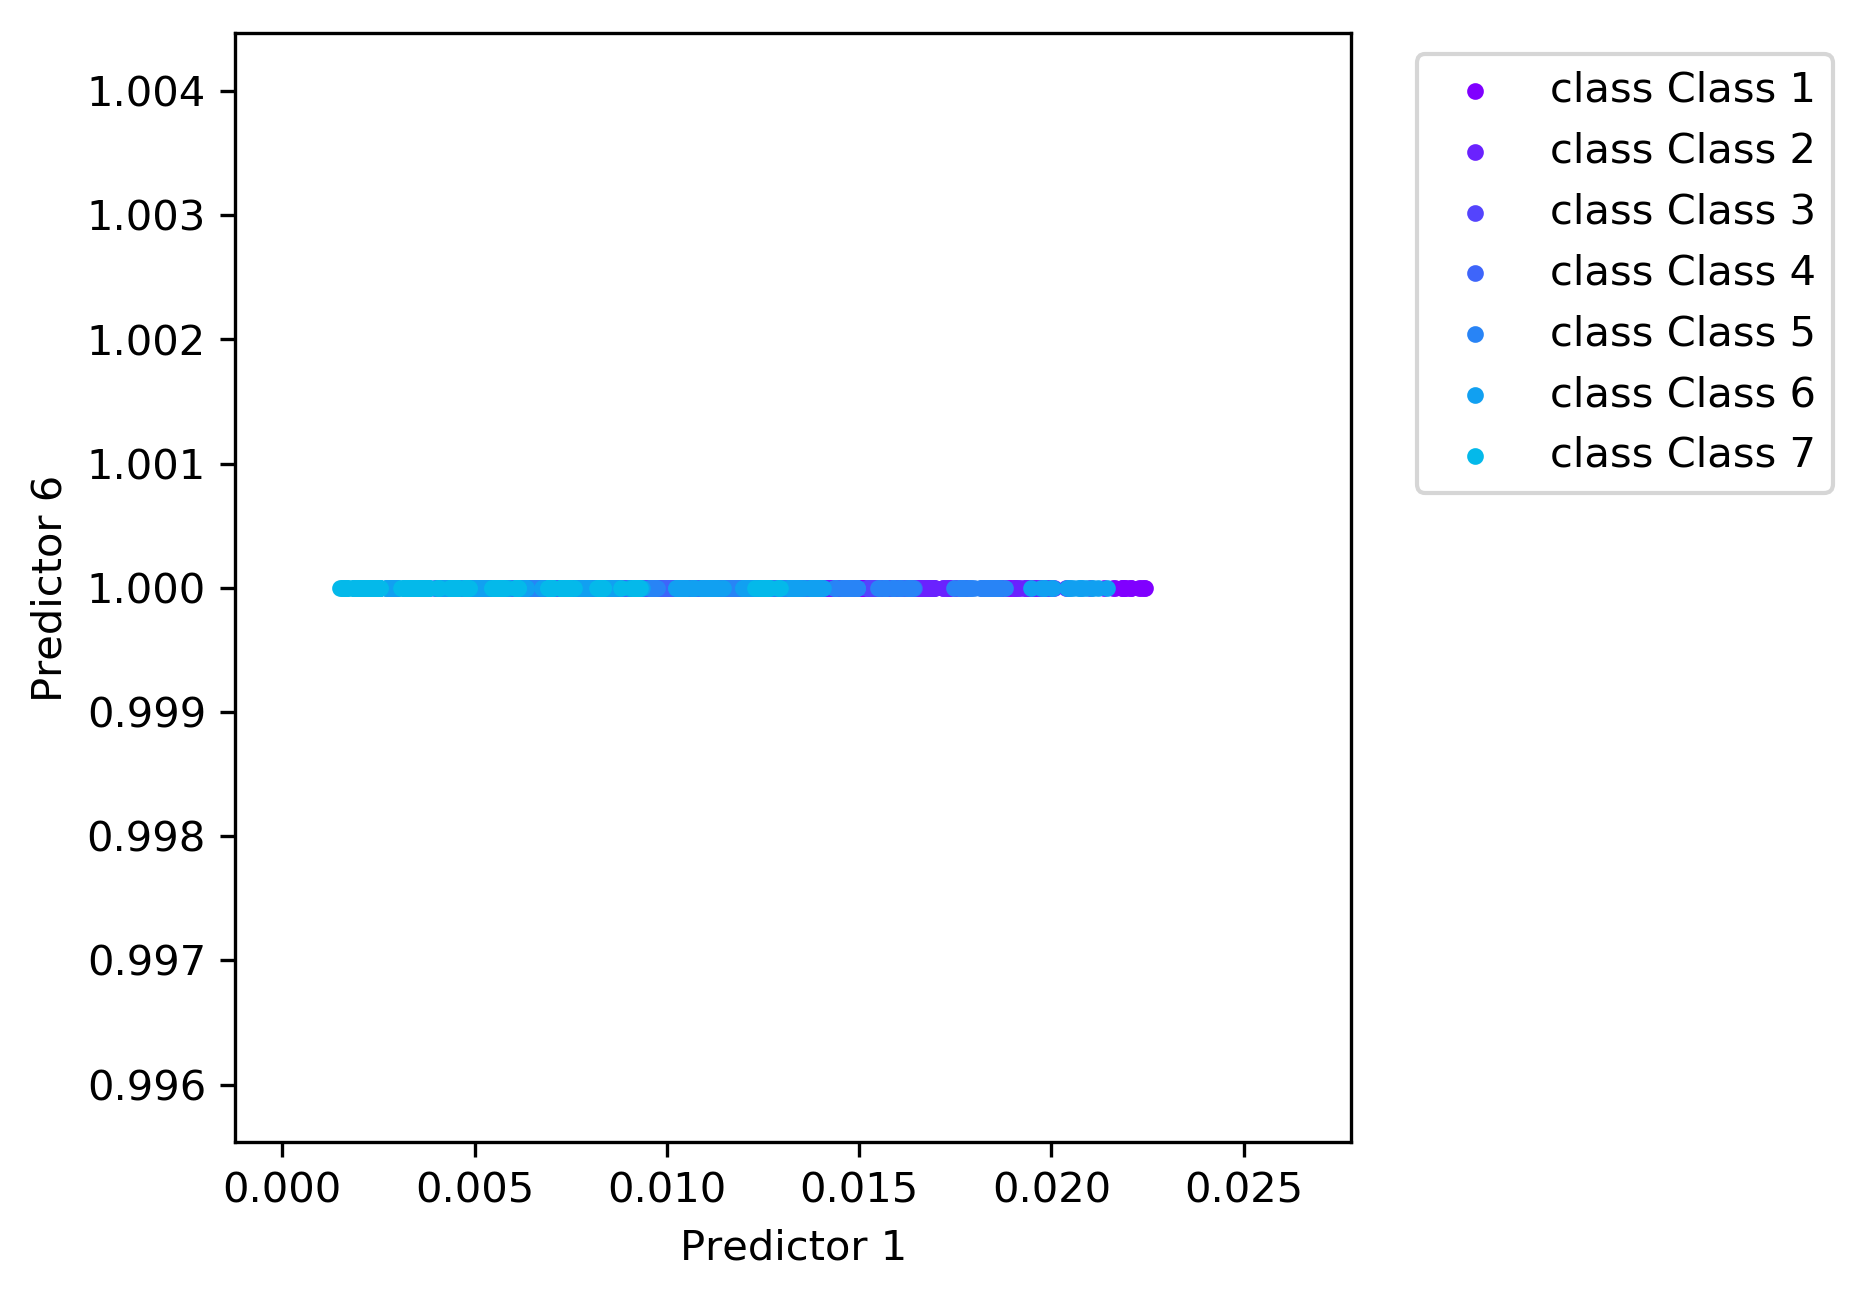 1.004
1.003
1.002
1.001
1.000
0.999
0.998
0.997
0.996
Predictor 6
0.000 0.005 0.010 0.015 0.020 0.025
Predictor 1
class Class 1
class Class 2
class Class 3
class Class 4
class Class 5
class Class 6
class Class 7